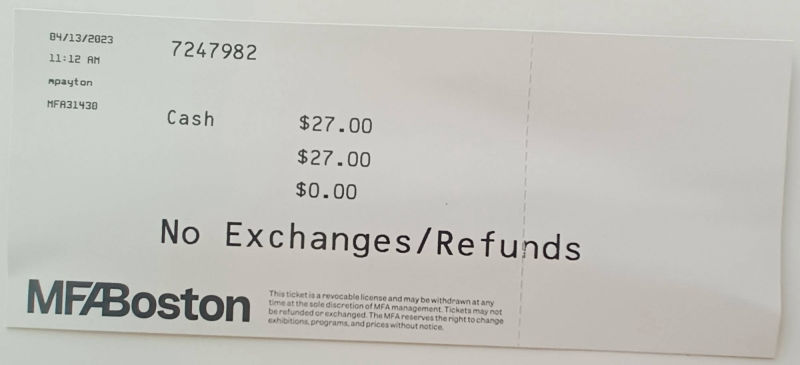 04/13/2023
11:12 AM
mpayton
MFA31430
7247982
Cash $27.00
$27.00
$0.00
No Exchanges/Refunds
MFABoston
This ticket is a revocable license and may be withdrawn at any
time at the sole discretion of MFA management. Tickets may not
be refunded or exchanged. The MFA reserves the right to change
exhibitions, programs, and prices without notice.